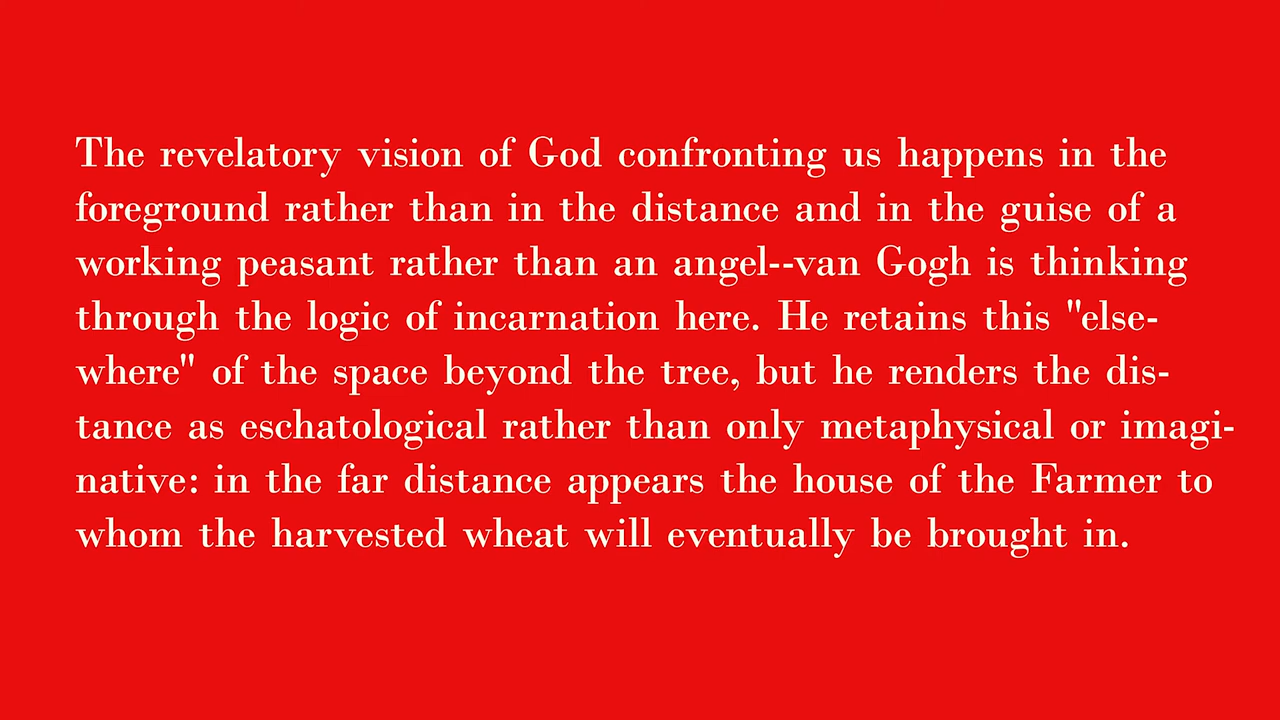 The revelatory vision of God confronting us happens in the
foreground rather than in the distance and in the guise of a
working peasant rather than an angel--van Gogh is thinking
through the logic of incarnation here. He retains this "else-
where" of the space beyond the tree, but he renders the dis-
tance as eschatological rather than only metaphysical or imagi-
native: in the far distance appears the house of the Farmer to
whom the harvested wheat will eventually be brought in.